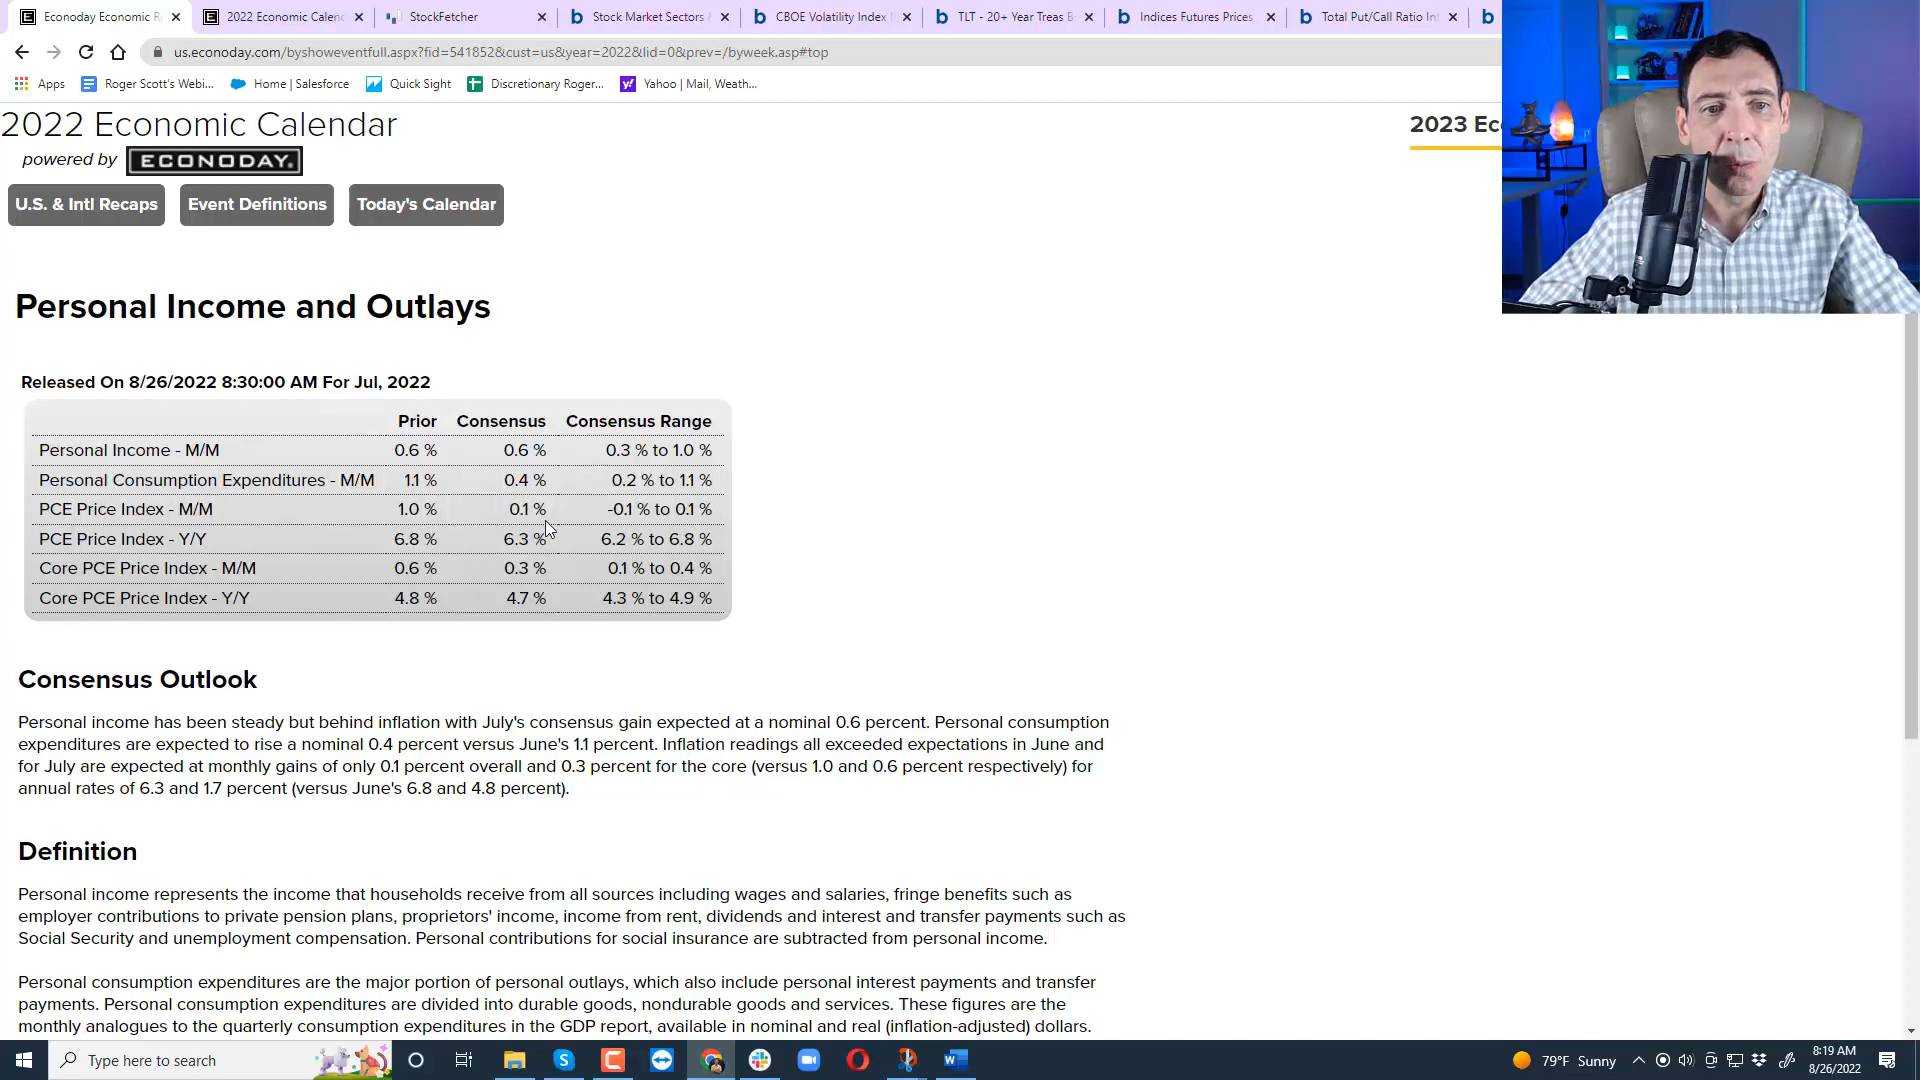 Econoday Economic R
2022 Economic Calen
StockFetcher
Stock Market Sectors
CBOE Volatility Index
TLT - 20+ Year Treas B
Indices Futures Prices
Total Put/Call Ratio In
us.econoday.com/byshoweventfull.aspx?fid=541852&cust=us&year=2022&lid=0&prev=/byweek.asp#top
Apps
Roger Scott's Webi...
Home | Salesforce
Quick Sight
Discretionary Roger...
Yahoo | Mail, Weath...
2022 Economic Calendar
2023 Ec
powered by ECONODAY.
U.S. & Intl Recaps
Event Definitions
Today's Calendar
Personal Income and Outlays
Released On 8/26/2022 8:30:00 AM For Jul, 2022
Prior Consensus Consensus Range
Personal Income - M/M 0.6 % 0.6 % 0.3 % to 1.0 %
Personal Consumption Expenditures - M/M 1.1 % 0.4 % 0.2 % to 1.1 %
PCE Price Index - M/M 1.0 % 0.1 % -0.1 % to 0.1 %
PCE Price Index - Y/Y 6.8 % 6.3 % 6.2 % to 6.8 %
Core PCE Price Index - M/M 0.6 % 0.3 % 0.1 % to 0.4 %
Core PCE Price Index - Y/Y 4.8 % 4.7 % 4.3 % to 4.9 %
Consensus Outlook
Personal income has been steady but behind inflation with July's consensus gain expected at a nominal 0.6 percent. Personal consumption
expenditures are expected to rise a nominal 0.4 percent versus June's 1.1 percent. Inflation readings all exceeded expectations in June and
for July are expected at monthly gains of only 0.1 percent overall and 0.3 percent for the core (versus 1.0 and 0.6 percent respectively) for
annual rates of 6.3 and 1.7 percent (versus June's 6.8 and 4.8 percent).
Definition
Personal income represents the income that households receive from all sources including wages and salaries, fringe benefits such as
employer contributions to private pension plans, proprietors' income, income from rent, dividends and interest and transfer payments such as
Social Security and unemployment compensation. Personal contributions for social insurance are subtracted from personal income.
Personal consumption expenditures are the major portion of personal outlays, which also include personal interest payments and transfer
payments. Personal consumption expenditures are divided into durable goods, nondurable goods and services. These figures are the
monthly analogues to the quarterly consumption expenditures in the GDP report, available in nominal and real (inflation-adjusted) dollars.
Type here to search
79°F Sunny
8:19 AM
8/26/2022